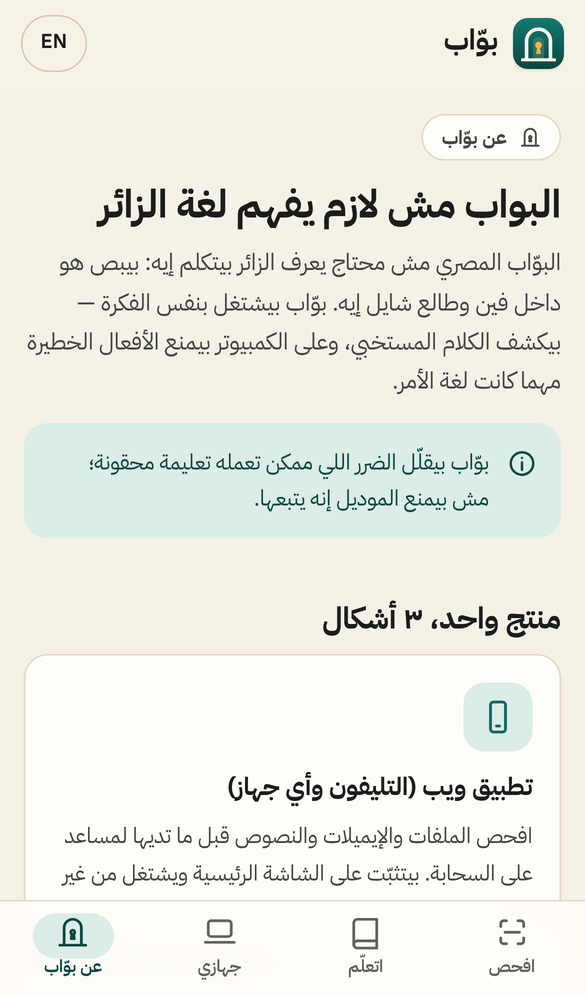 بوّاب
EN
عن بوّاب
البواب مش لازم يفهم لغة الزائر
البوّاب المصري مش محتاج يعرف الزائر بيتكلم إيه: بيبص هو
داخل فين وطالع شايل إيه. بوّاب بيشتغل بنفس الفكرة —
بيكشف الكلام المستخبي، وعلى الكمبيوتر بيمنع الأفعال الخطيرة
مهما كانت لغة الأمر.
بوّاب بيقلّل الضرر اللي ممكن تعمله تعليمة محقونة؛
مش بيمنع الموديل إنه يتبعها.
منتج واحد، ٣ أشكال
تطبيق ويب (التليفون وأي جهاز)
افحص الملفات والإيميلات والنصوص قبل ما تديها لمساعد
على السحابة. بيتثبّت على الشاشة الرئيسية ويشتغل من غير
افحص
اتعلّم
جهازي
عن بوّاب